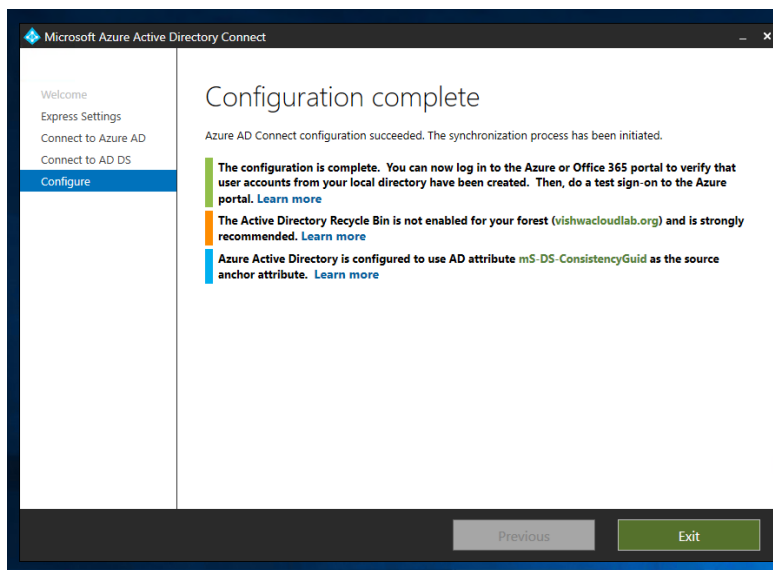 Microsoft Azure Active Directory Connect
Welcome
Express Settings
Connect to Azure AD
Connect to AD DS
Configure
Configuration complete
Azure AD Connect configuration succeeded. The synchronization process has been initiated.
The configuration is complete. You can now log in to the Azure or Office 365 portal to verify that
user accounts from your local directory have been created. Then, do a test sign-on to the Azure
portal. Learn more
The Active Directory Recycle Bin is not enabled for your forest (vishwacloudlab.org) and is strongly
recommended. Learn more
Azure Active Directory is configured to use AD attribute mS-DS-ConsistencyGuid as the source
anchor attribute. Learn more
Previous
Exit